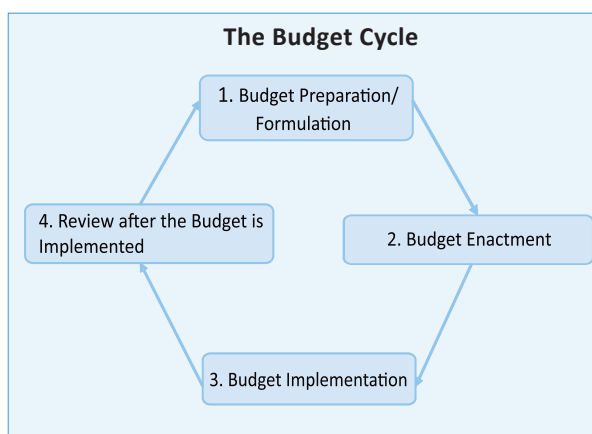 The Budget Cycle
1. Budget Preparation/
Formulation
2. Budget Enactment
3. Budget Implementation
4. Review after the Budget is
Implemented